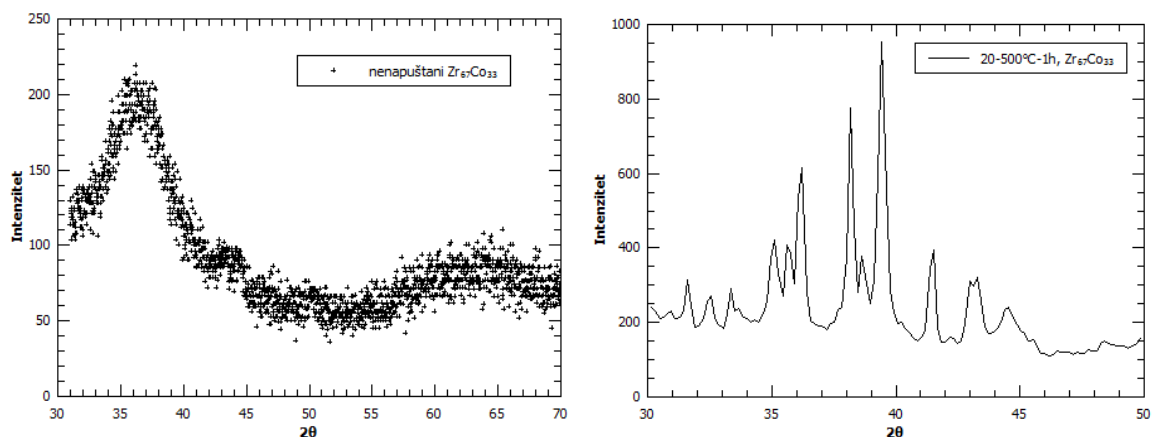 250
200
150
100
50
0
Intenzitet
nenapuštani Zr₆₇Co₃₃
30 35 40 45 50 55 60 65 70
2θ
1000
800
600
400
200
0
Intenzitet
20-500°C-1h, Zr₆₇Co₃₃
30 35 40 45 50
2θ